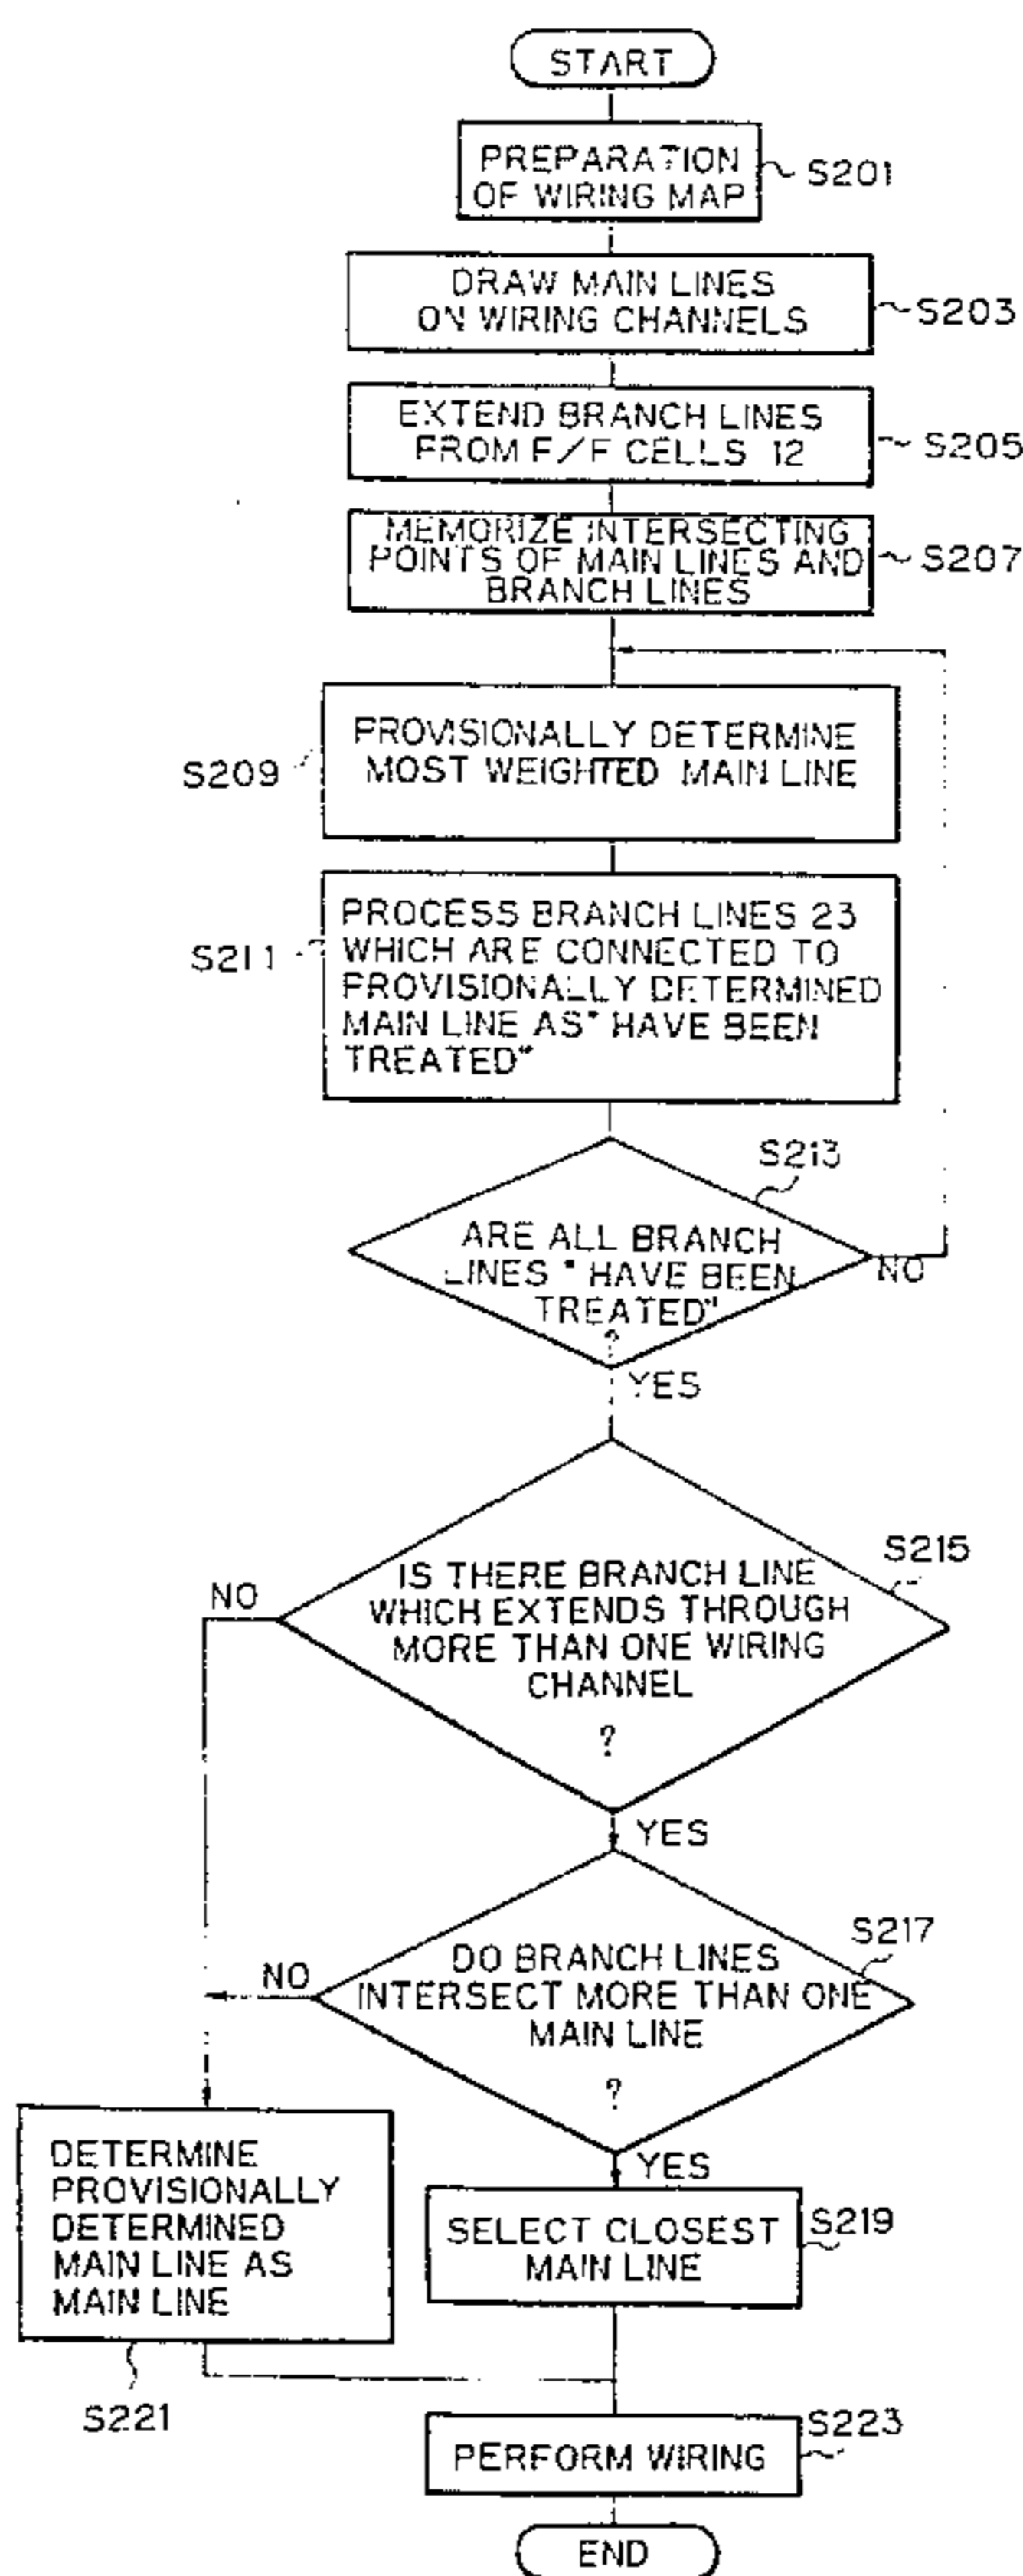 START
PREPARATION
OF WIRING MAP
S201
DRAW MAIN LINES
ON WIRING CHANNELS
S203
EXTEND BRANCH LINES
FROM F/F CELLS 12
S205
MEMORIZE INTERSECTING
POINTS OF MAIN LINES AND
BRANCH LINES
S207
PROVISIONALLY DETERMINE
MOST WEIGHTED MAIN LINE
S209
PROCESS BRANCH LINES 23
WHICH ARE CONNECTED TO
PROVISIONALLY DETERMINED
MAIN LINE AS" HAVE BEEN
TREATED"
S211
S213
ARE ALL BRANCH
LINES " HAVE BEEN
TREATED"
NO
YES
S215
IS THERE BRANCH LINE
WHICH EXTENDS THROUGH
MORE THAN ONE WIRING
CHANNEL
?
NO
YES
S217
DO BRANCH LINES
INTERSECT MORE THAN ONE
MAIN LINE
?
NO
YES
DETERMINE
PROVISIONALLY
DETERMINED
MAIN LINE AS
MAIN LINE
S221
SELECT CLOSEST
MAIN LINE
S219
PERFORM WIRING
S223
END